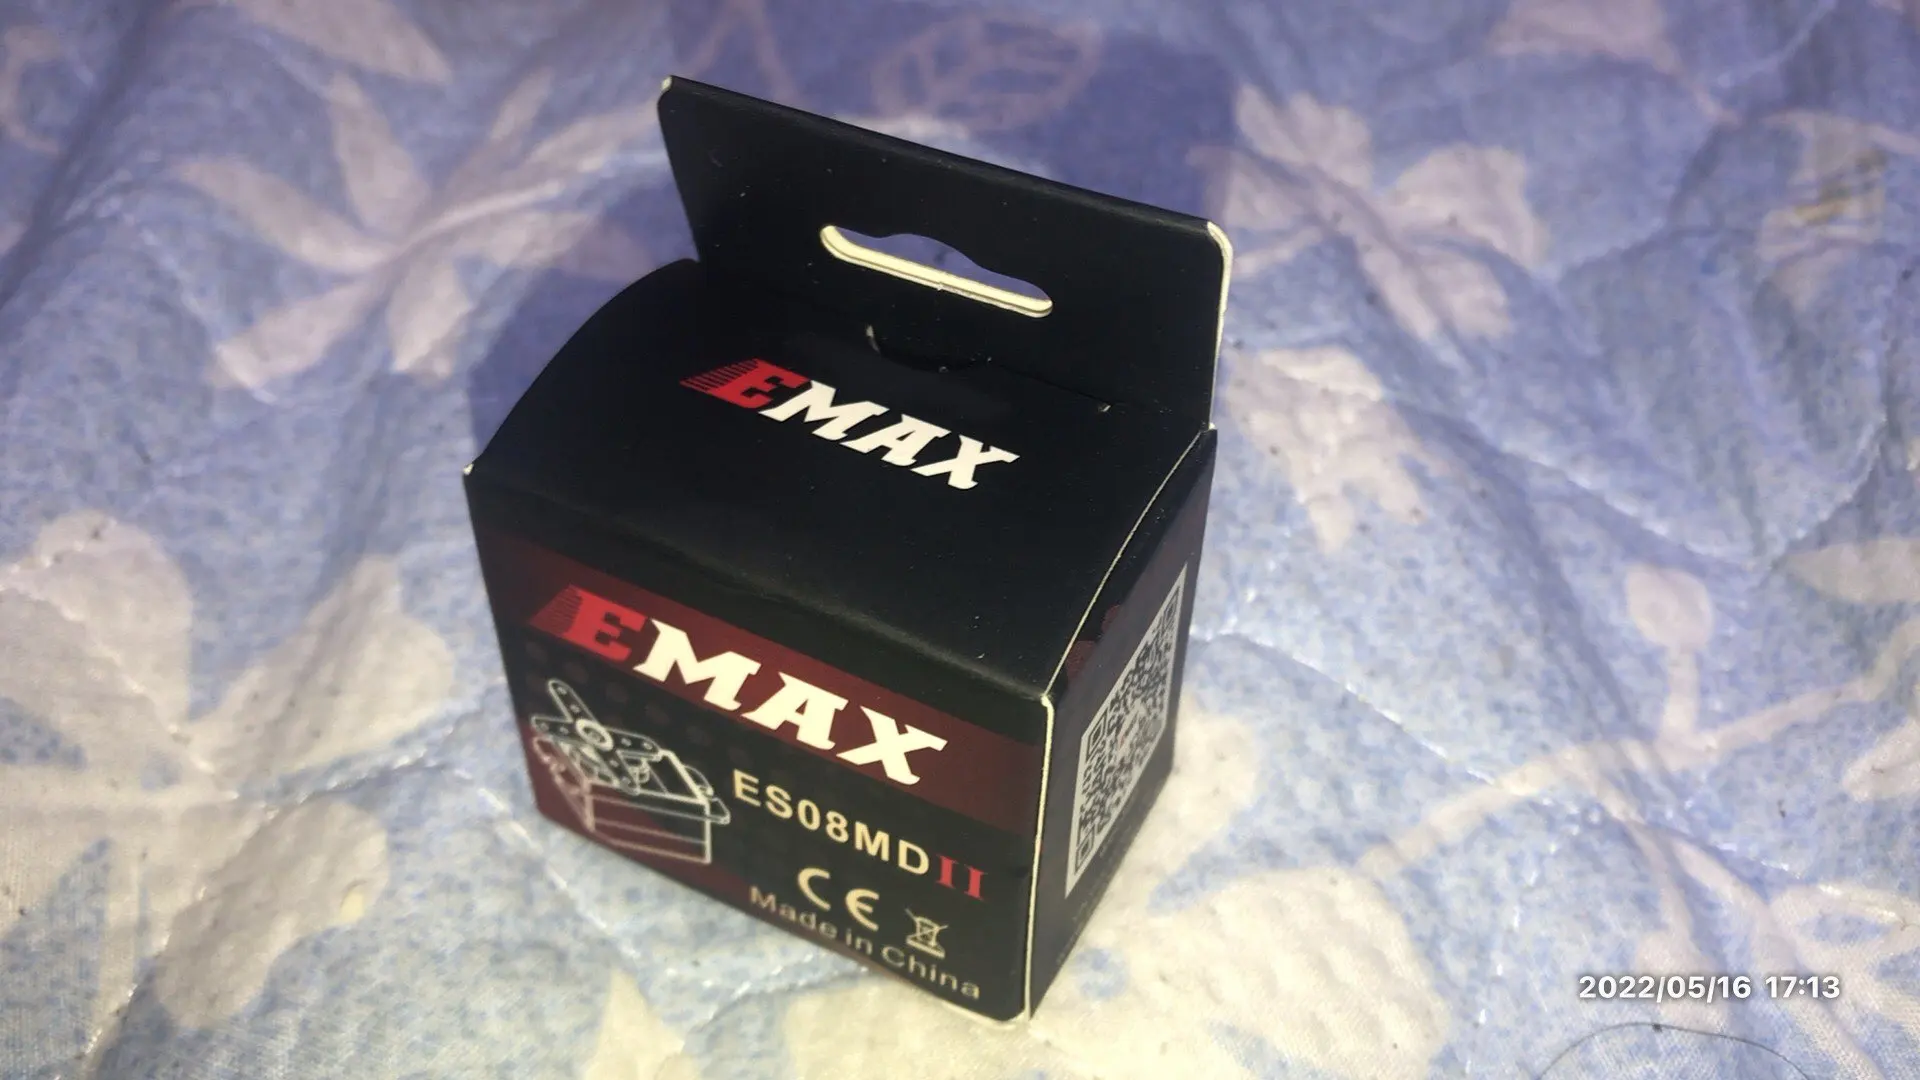 EMAX
EMAX
ES08MDII
CE
Made in China
2022/05/16 17:13